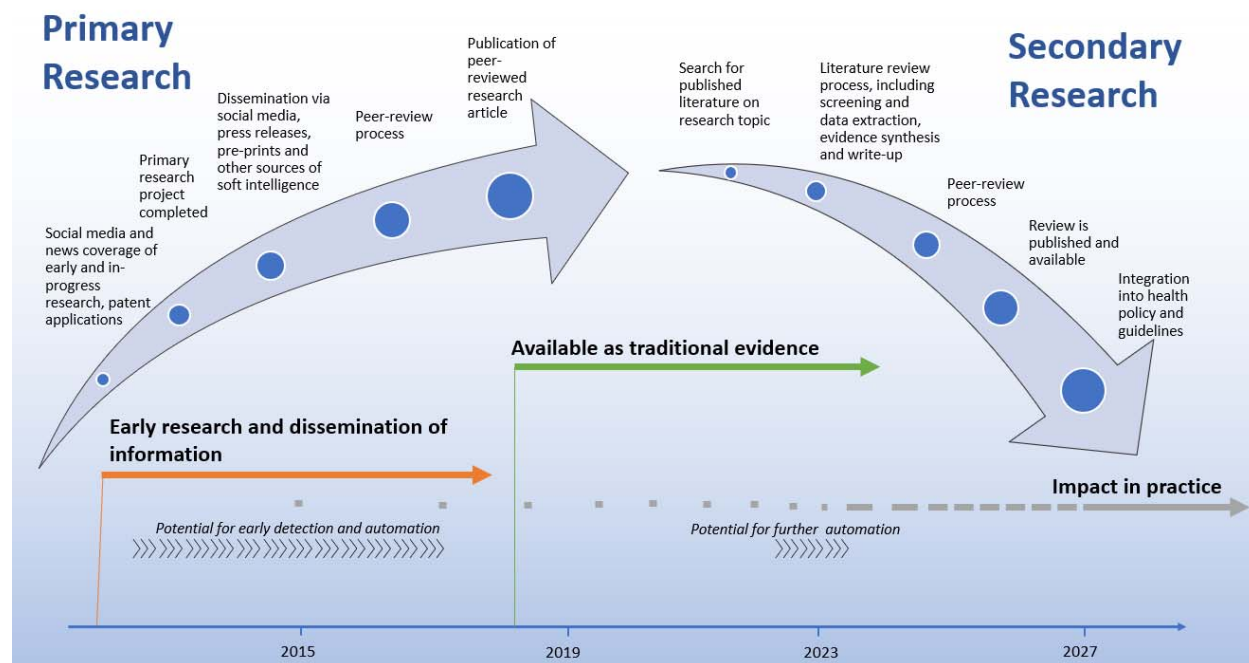 Primary
Research
Social media and
news coverage of
early and in-
progress
research, patent
applications
Primary
research
project
completed
Dissemination via
social media,
press releases,
pre-prints and
other sources of
soft intelligence
Peer-review
process
Publication of
peer-
reviewed
research
article
Secondary
Research
Search for
published
literature on
research topic
Literature review
process, including
screening and
data extraction,
evidence synthesis
and write-up
Peer-review
process
Review is
published and
available
Integration
into health
policy and
guidelines
Available as traditional evidence
Early research and dissemination of
information
Impact in practice
Potential for early detection and automation
Potential for further automation
2015
2019
2023
2027